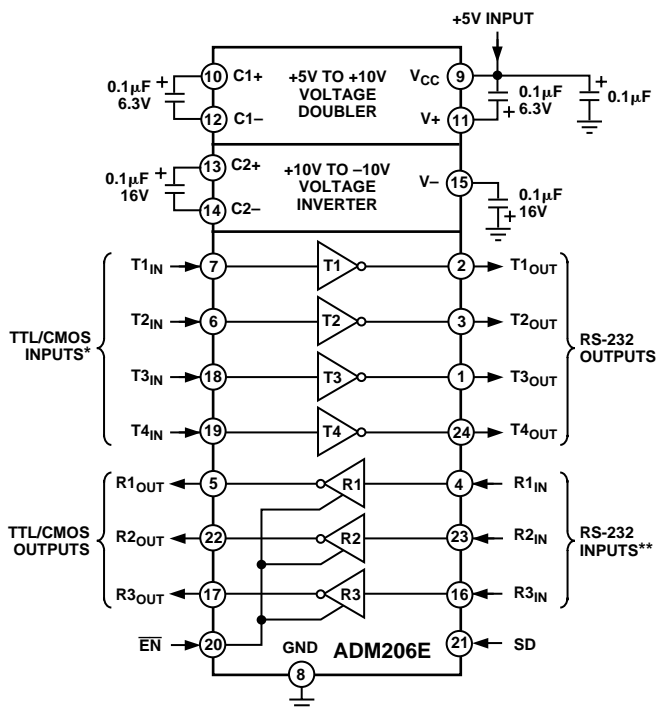 +5V INPUT
0.1µF
6.3V
+
10
C1+
12
C1–
+5V TO +10V
VOLTAGE
DOUBLER
VCC
9
V+
11
+
0.1µF
6.3V
+
0.1µF
0.1µF
16V
+
13
C2+
14
C2–
+10V TO –10V
VOLTAGE
INVERTER
V–
15
+
0.1µF
16V
TTL/CMOS
INPUTS*
T1IN
7
T1
2
T1OUT
T2IN
6
T2
3
T2OUT
T3IN
18
T3
1
T3OUT
T4IN
19
T4
24
T4OUT
RS-232
OUTPUTS
TTL/CMOS
OUTPUTS
R1OUT
5
R1
4
R1IN
R2OUT
22
R2
23
R2IN
R3OUT
17
R3
16
R3IN
RS-232
INPUTS**
EN
20
GND
8
ADM206E
21
SD